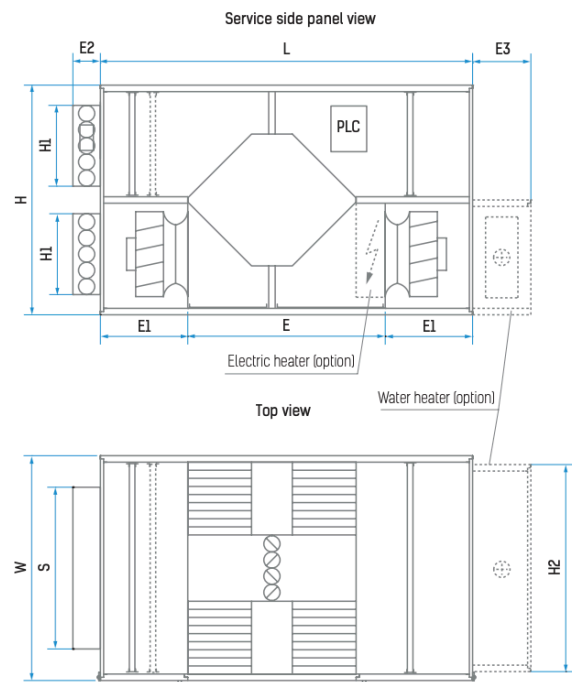 Service side panel view
E2
L
E3
H1
PLC
H
H1
E1
E
E1
Electric heater (option)
Water heater (option)
Top view
W
S
H2